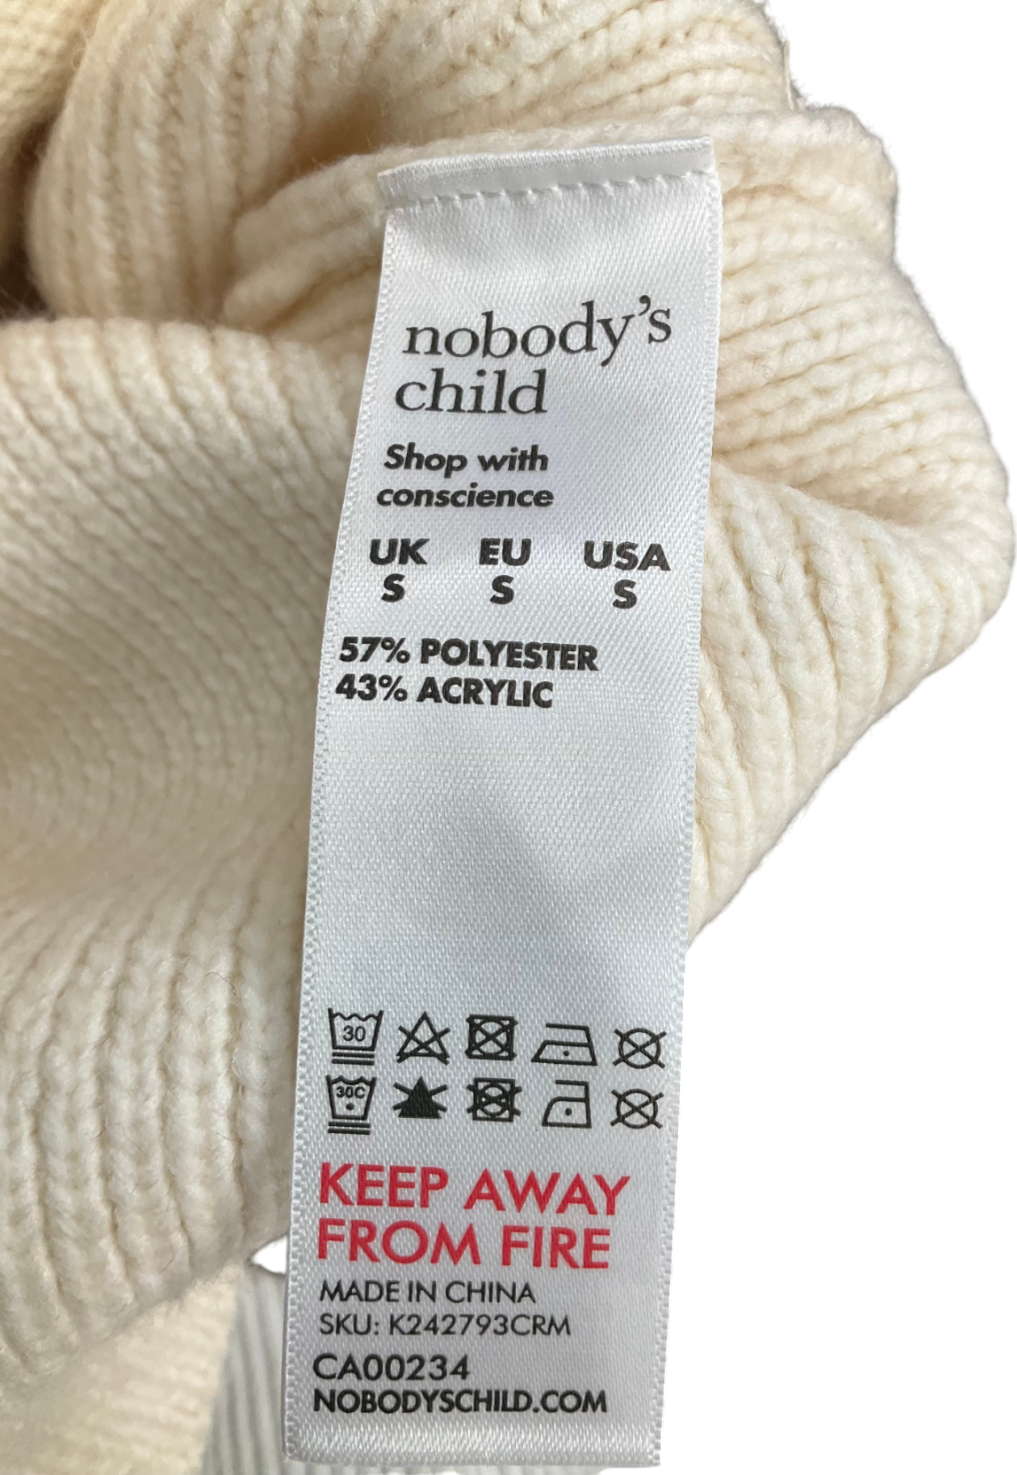 nobody's
child
Shop with
conscience
UK EU USA
S S S
57% POLYESTER
43% ACRYLIC
30
30C
KEEP AWAY
FROM FIRE
MADE IN CHINA
SKU: K242793CRM
CA00234
NOBODYSCHILD.COM